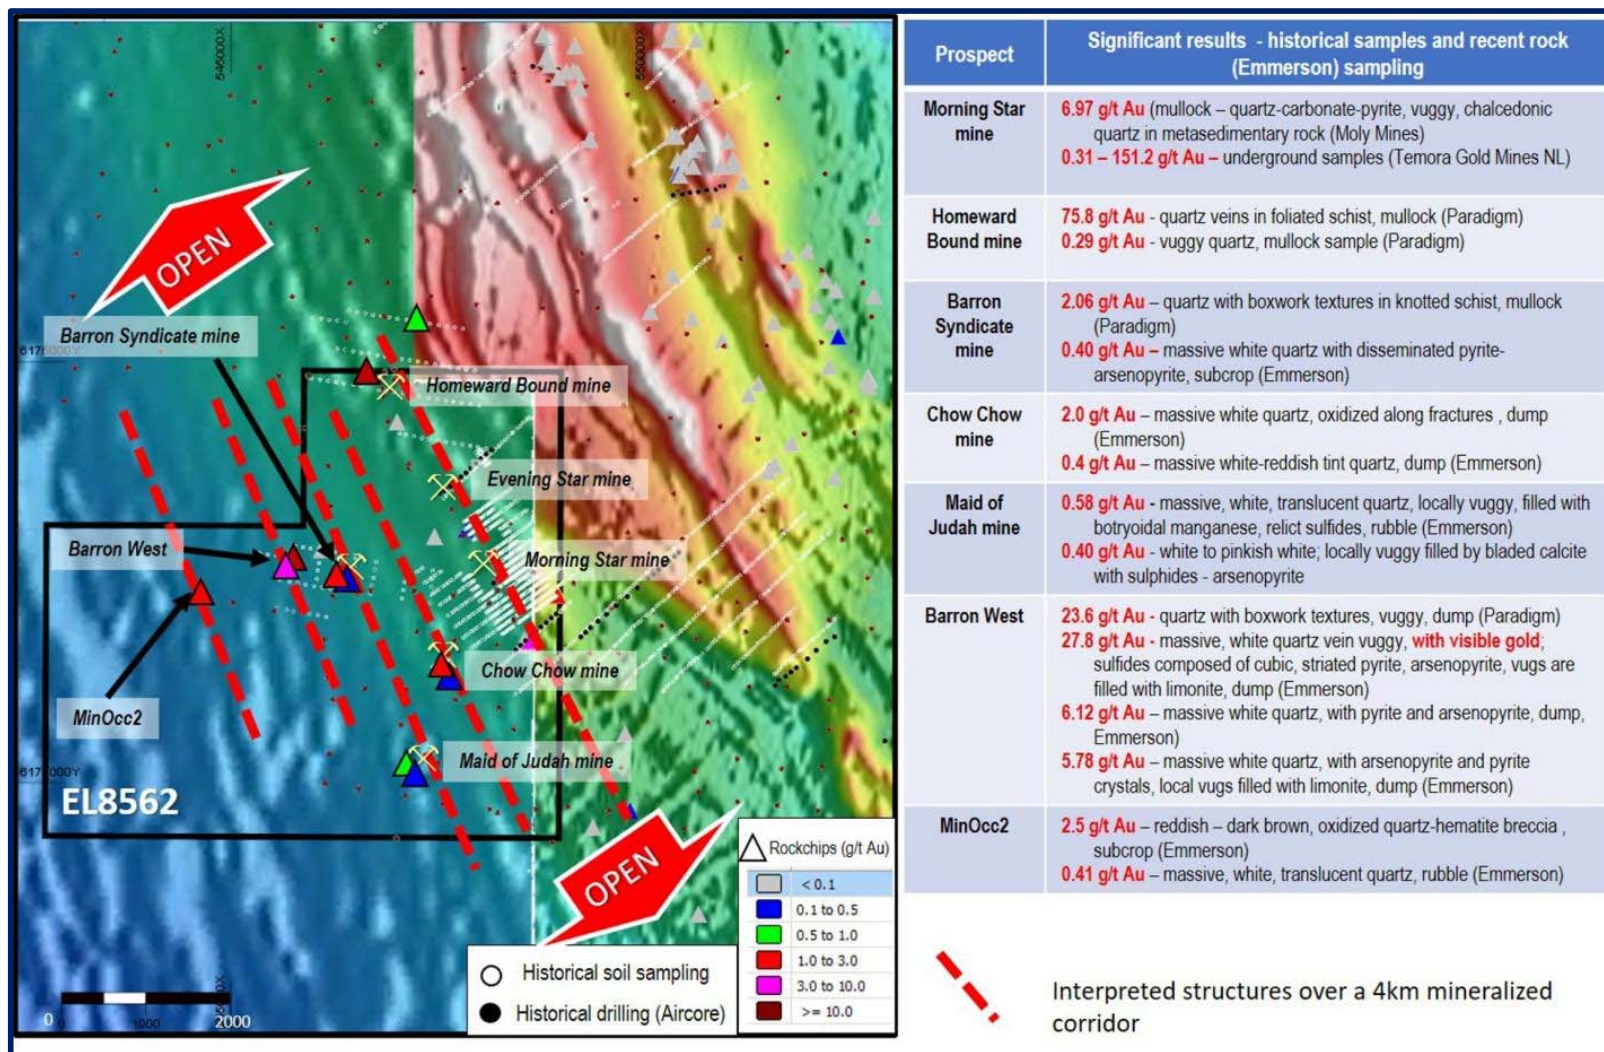 546000X
550000X
OPEN
Barron Syndicate mine
Homeward Bound mine
Evening Star mine
Barron West
Morning Star mine
Chow Chow mine
MinOcc2
Maid of Judah mine
EL8562
OPEN
0
0
1000
2000
Historical soil sampling
Historical drilling (Aircore)
Rockchips (g/t Au)
< 0.1
0.1 to 0.5
0.5 to 1.0
1.0 to 3.0
3.0 to 10.0
>= 10.0
Prospect
Significant results - historical samples and recent rock
(Emmerson) sampling
Morning Star
mine
6.97 g/t Au (mullock – quartz-carbonate-pyrite, vuggy, chalcedonic
quartz in metasedimentary rock (Moly Mines)
0.31 – 151.2 g/t Au – underground samples (Temora Gold Mines NL)
Homeward
Bound mine
75.8 g/t Au - quartz veins in foliated schist, mullock (Paradigm)
0.29 g/t Au - vuggy quartz, mullock sample (Paradigm)
Barron
Syndicate
mine
2.06 g/t Au – quartz with boxwork textures in knotted schist, mullock
(Paradigm)
0.40 g/t Au – massive white quartz with disseminated pyrite-
arsenopyrite, subcrop (Emmerson)
Chow Chow
mine
2.0 g/t Au – massive white quartz, oxidized along fractures , dump
(Emmerson)
0.4 g/t Au – massive white-reddish tint quartz, dump (Emmerson)
Maid of
Judah mine
0.58 g/t Au - massive, white, translucent quartz, locally vuggy, filled with
botryoidal manganese, relict sulfides, rubble (Emmerson)
0.40 g/t Au - white to pinkish white; locally vuggy filled by bladed calcite
with sulphides - arsenopyrite
Barron West
23.6 g/t Au - quartz with boxwork textures, vuggy, dump (Paradigm)
27.8 g/t Au - massive, white quartz vein vuggy, with visible gold;
sulfides composed of cubic, striated pyrite, arsenopyrite, vugs are
filled with limonite, dump (Emmerson)
6.12 g/t Au – massive white quartz, with pyrite and arsenopyrite, dump,
Emmerson)
5.78 g/t Au – massive white quartz, with arsenopyrite and pyrite
crystals, local vugs filled with limonite, dump (Emmerson)
MinOcc2
2.5 g/t Au – reddish – dark brown, oxidized quartz-hematite breccia ,
subcrop (Emmerson)
0.41 g/t Au – massive, white, translucent quartz, rubble (Emmerson)
Interpreted structures over a 4km mineralized
corridor